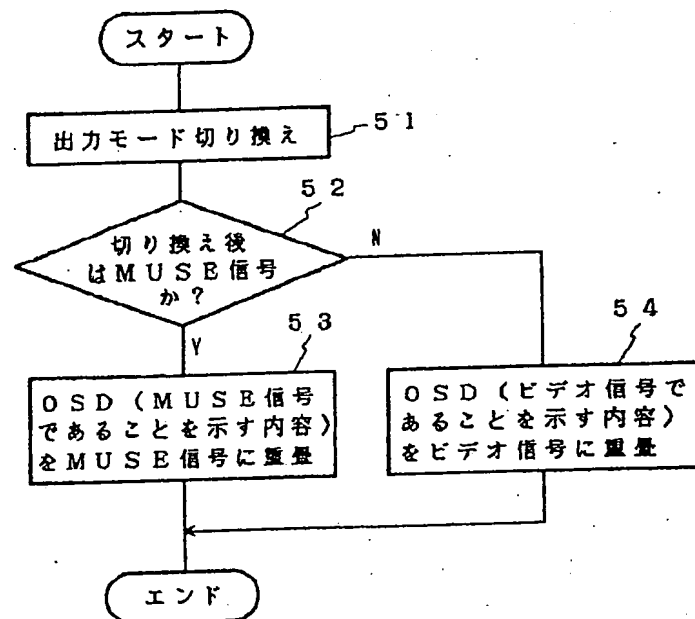 スタート
出力モード切り換え
51
52
切り換え後
はMUSE信号
か?
N
Y
53
OSD(MUSE信号
であることを示す内容)
をMUSE信号に重畳
54
OSD(ビデオ信号で
あることを示す内容)
をビデオ信号に重畳
エンド